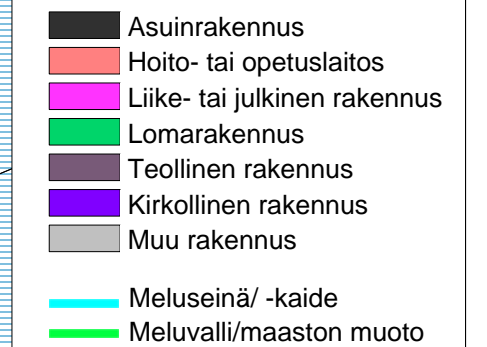 Asuinrakennus
Hoito- tai opetuslaitos
Liike- tai julkinen rakennus
Lomarakennus
Teollinen rakennus
Kirkollinen rakennus
Muu rakennus
Meluseinä/ -kaide
Meluvalli/maaston muoto